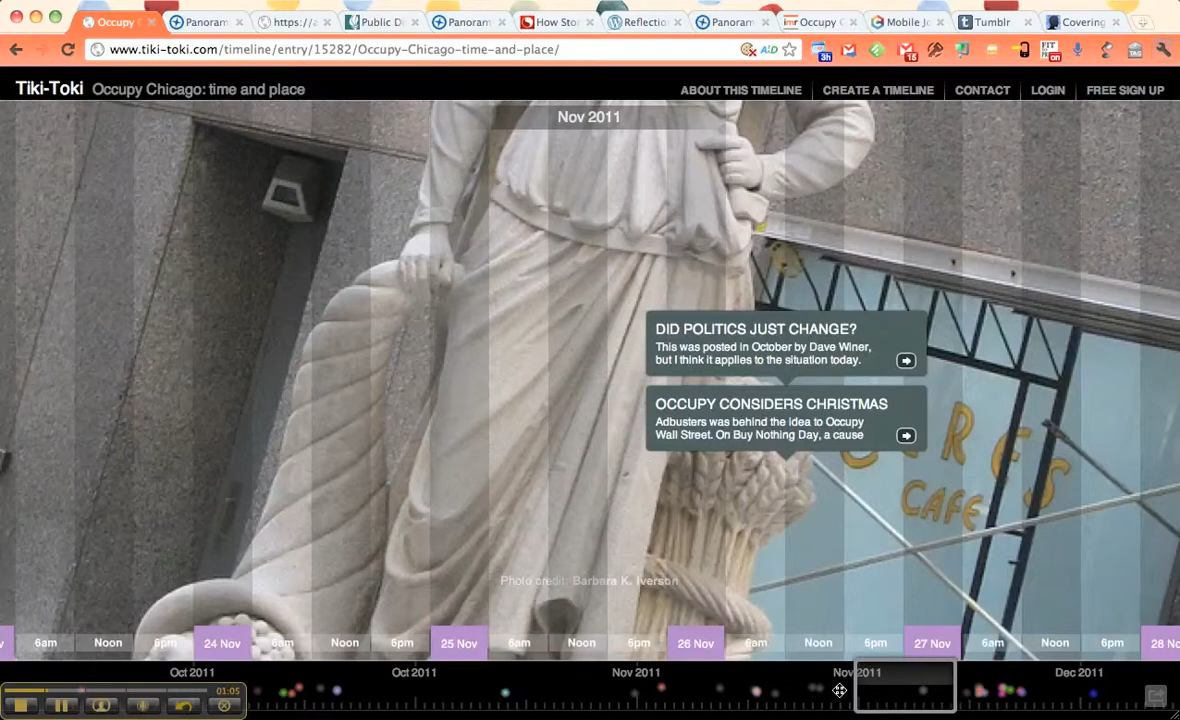 Occupy C
Panoram
https://a
Public Di
Panoram
How Stor
Reflectio
Panoram
Occupy C
Mobile Jo
Tumblr
Covering
www.tiki-toki.com/timeline/entry/15282/Occupy-Chicago-time-and-place/
Tiki-Toki Occupy Chicago: time and place
ABOUT THIS TIMELINE CREATE A TIMELINE CONTACT LOGIN FREE SIGN UP
Nov 2011
DID POLITICS JUST CHANGE?
This was posted in October by Dave Winer,
but I think it applies to the situation today.
OCCUPY CONSIDERS CHRISTMAS
Adbusters was behind the idea to Occupy
Wall Street. On Buy Nothing Day, a cause
CERES
CAFE
Photo credit: Barbara K. Iverson
6am Noon 6pm 24 Nov 6am Noon 6pm 25 Nov 6am Noon 6pm 26 Nov 6am Noon 6pm 27 Nov 6am Noon 6pm 28 No
Oct 2011 Oct 2011 Nov 2011 Nov 2011 Dec 2011
01:05